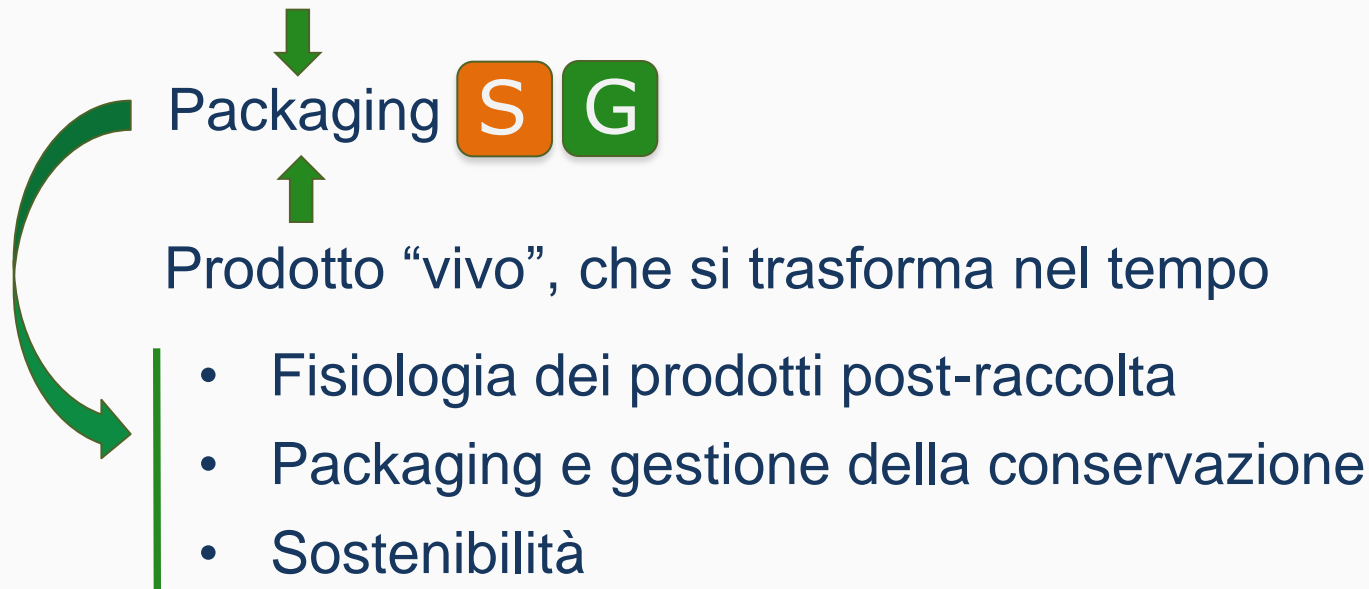 Packaging S G
Prodotto “vivo”, che si trasforma nel tempo
• Fisiologia dei prodotti post-raccolta
• Packaging e gestione della conservazione
• Sostenibilità